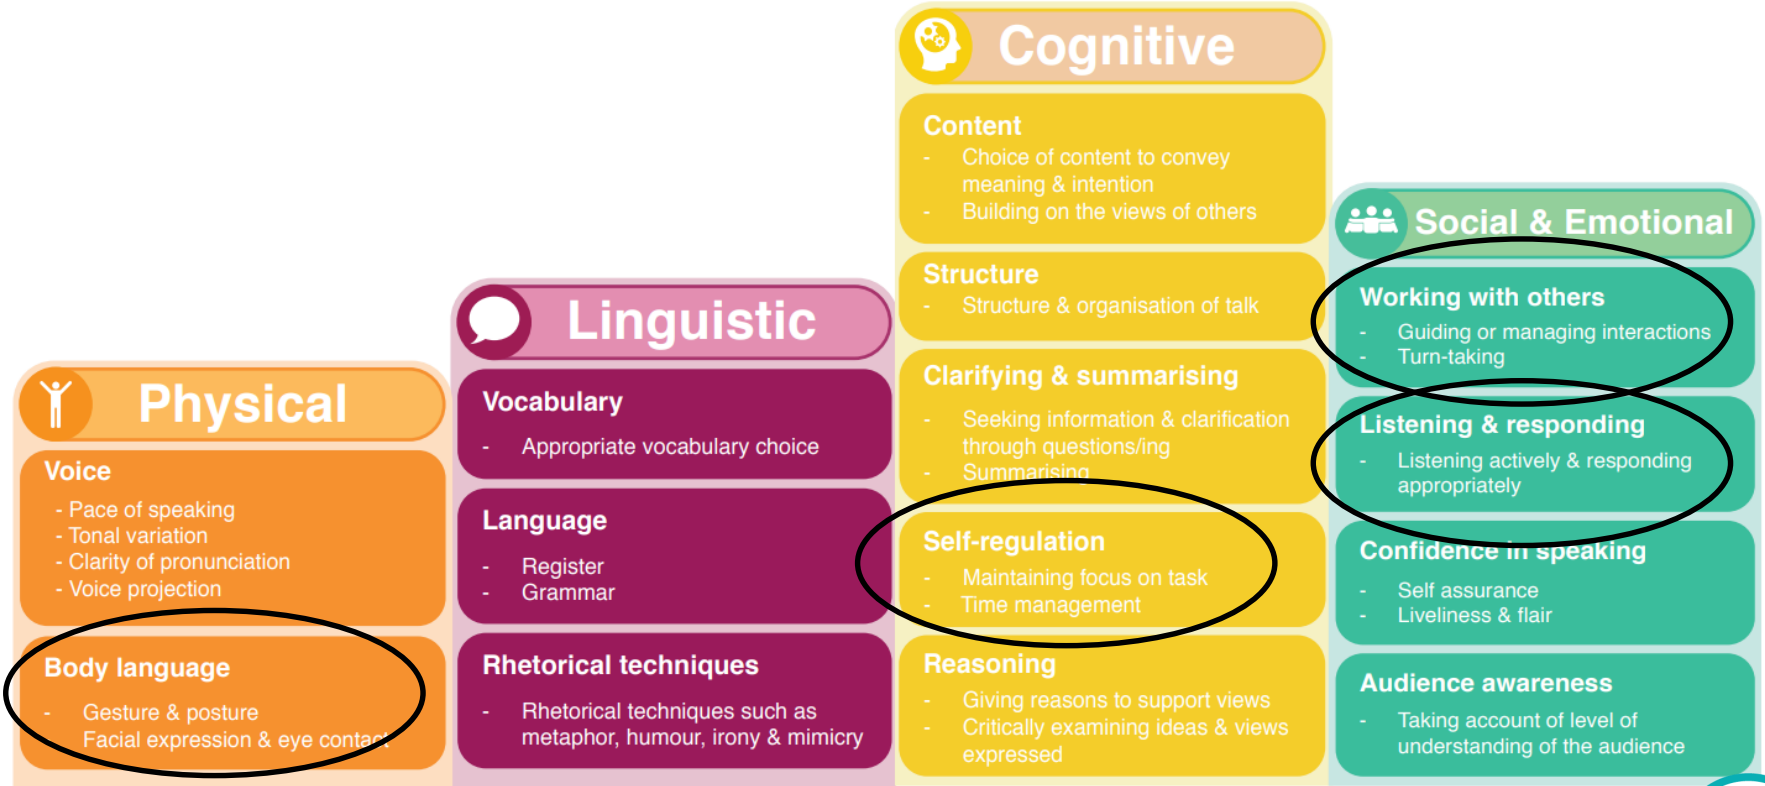 Physical
Voice
- Pace of speaking
- Tonal variation
- Clarity of pronunciation
- Voice projection
Body language
- Gesture & posture
Facial expression & eye contact
Linguistic
Vocabulary
- Appropriate vocabulary choice
Language
- Register
- Grammar
Rhetorical techniques
- Rhetorical techniques such as
metaphor, humour, irony & mimicry
Cognitive
Content
- Choice of content to convey
meaning & intention
- Building on the views of others
Structure
- Structure & organisation of talk
Clarifying & summarising
- Seeking information & clarification
through questions/ing
- Summarising
Self-regulation
- Maintaining focus on task
- Time management
Reasoning
- Giving reasons to support views
- Critically examining ideas & views
expressed
Social & Emotional
Working with others
- Guiding or managing interactions
- Turn-taking
Listening & responding
- Listening actively & responding
appropriately
Confidence in speaking
- Self assurance
- Liveliness & flair
Audience awareness
- Taking account of level of
understanding of the audience